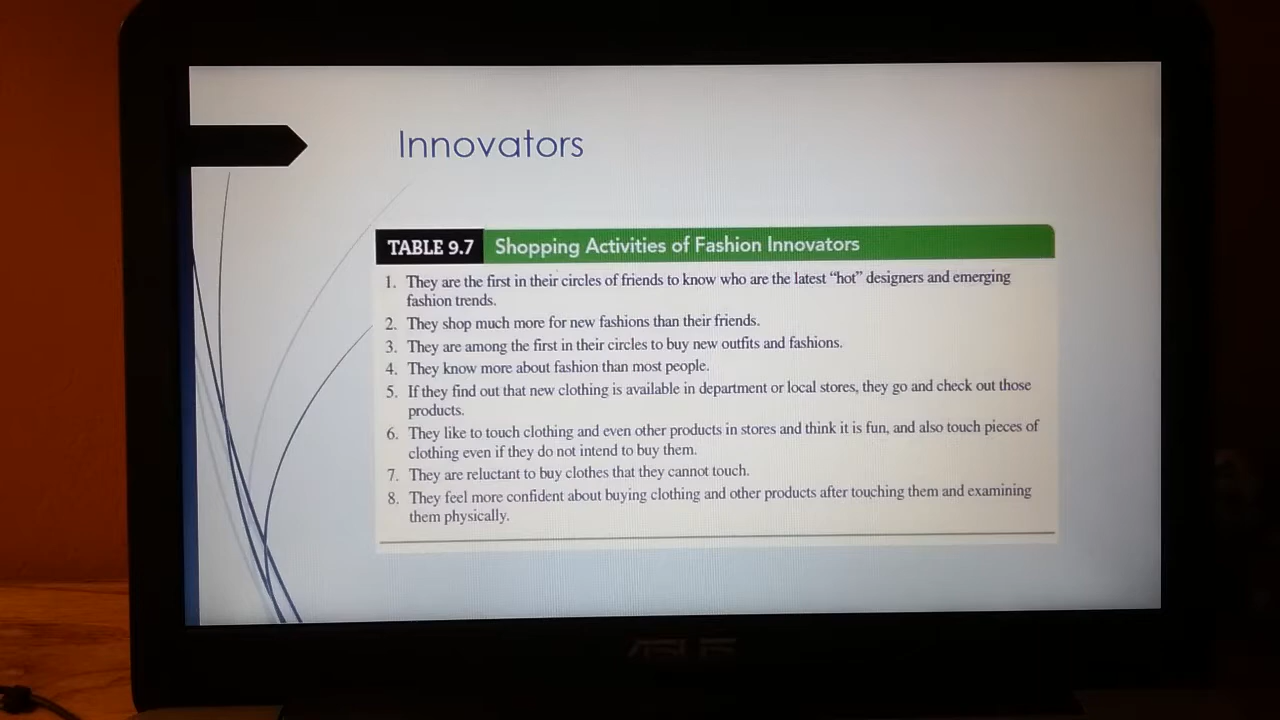 Innovators
TABLE 9.7 Shopping Activities of Fashion Innovators
1. They are the first in their circles of friends to know who are the latest “hot” designers and emerging
fashion trends.
2. They shop much more for new fashions than their friends.
3. They are among the first in their circles to buy new outfits and fashions.
4. They know more about fashion than most people.
5. If they find out that new clothing is available in department or local stores, they go and check out those
products.
6. They like to touch clothing and even other products in stores and think it is fun, and also touch pieces of
clothing even if they do not intend to buy them.
7. They are reluctant to buy clothes that they cannot touch.
8. They feel more confident about buying clothing and other products after touching them and examining
them physically.
ASUS